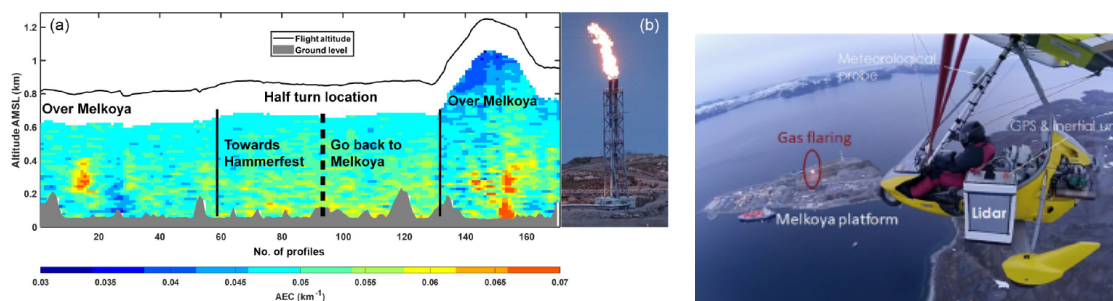 (a)
(b)
Flight altitude
Ground level
Over Melkoya
Half turn location
Over Melkoya
Towards
Hammerfest
Go back to
Melkoya
Altitude AMSL (km)
1.2
1
0.8
0.6
0.4
0.2
0
20 40 60 80 100 120 140 160
No. of profiles
0.03 0.035 0.04 0.045 0.05 0.055 0.06 0.065 0.07
AEC (km⁻¹)
Meteorological
probe
GPS & Inertial un
Gas flaring
Melkoya platform
Lidar